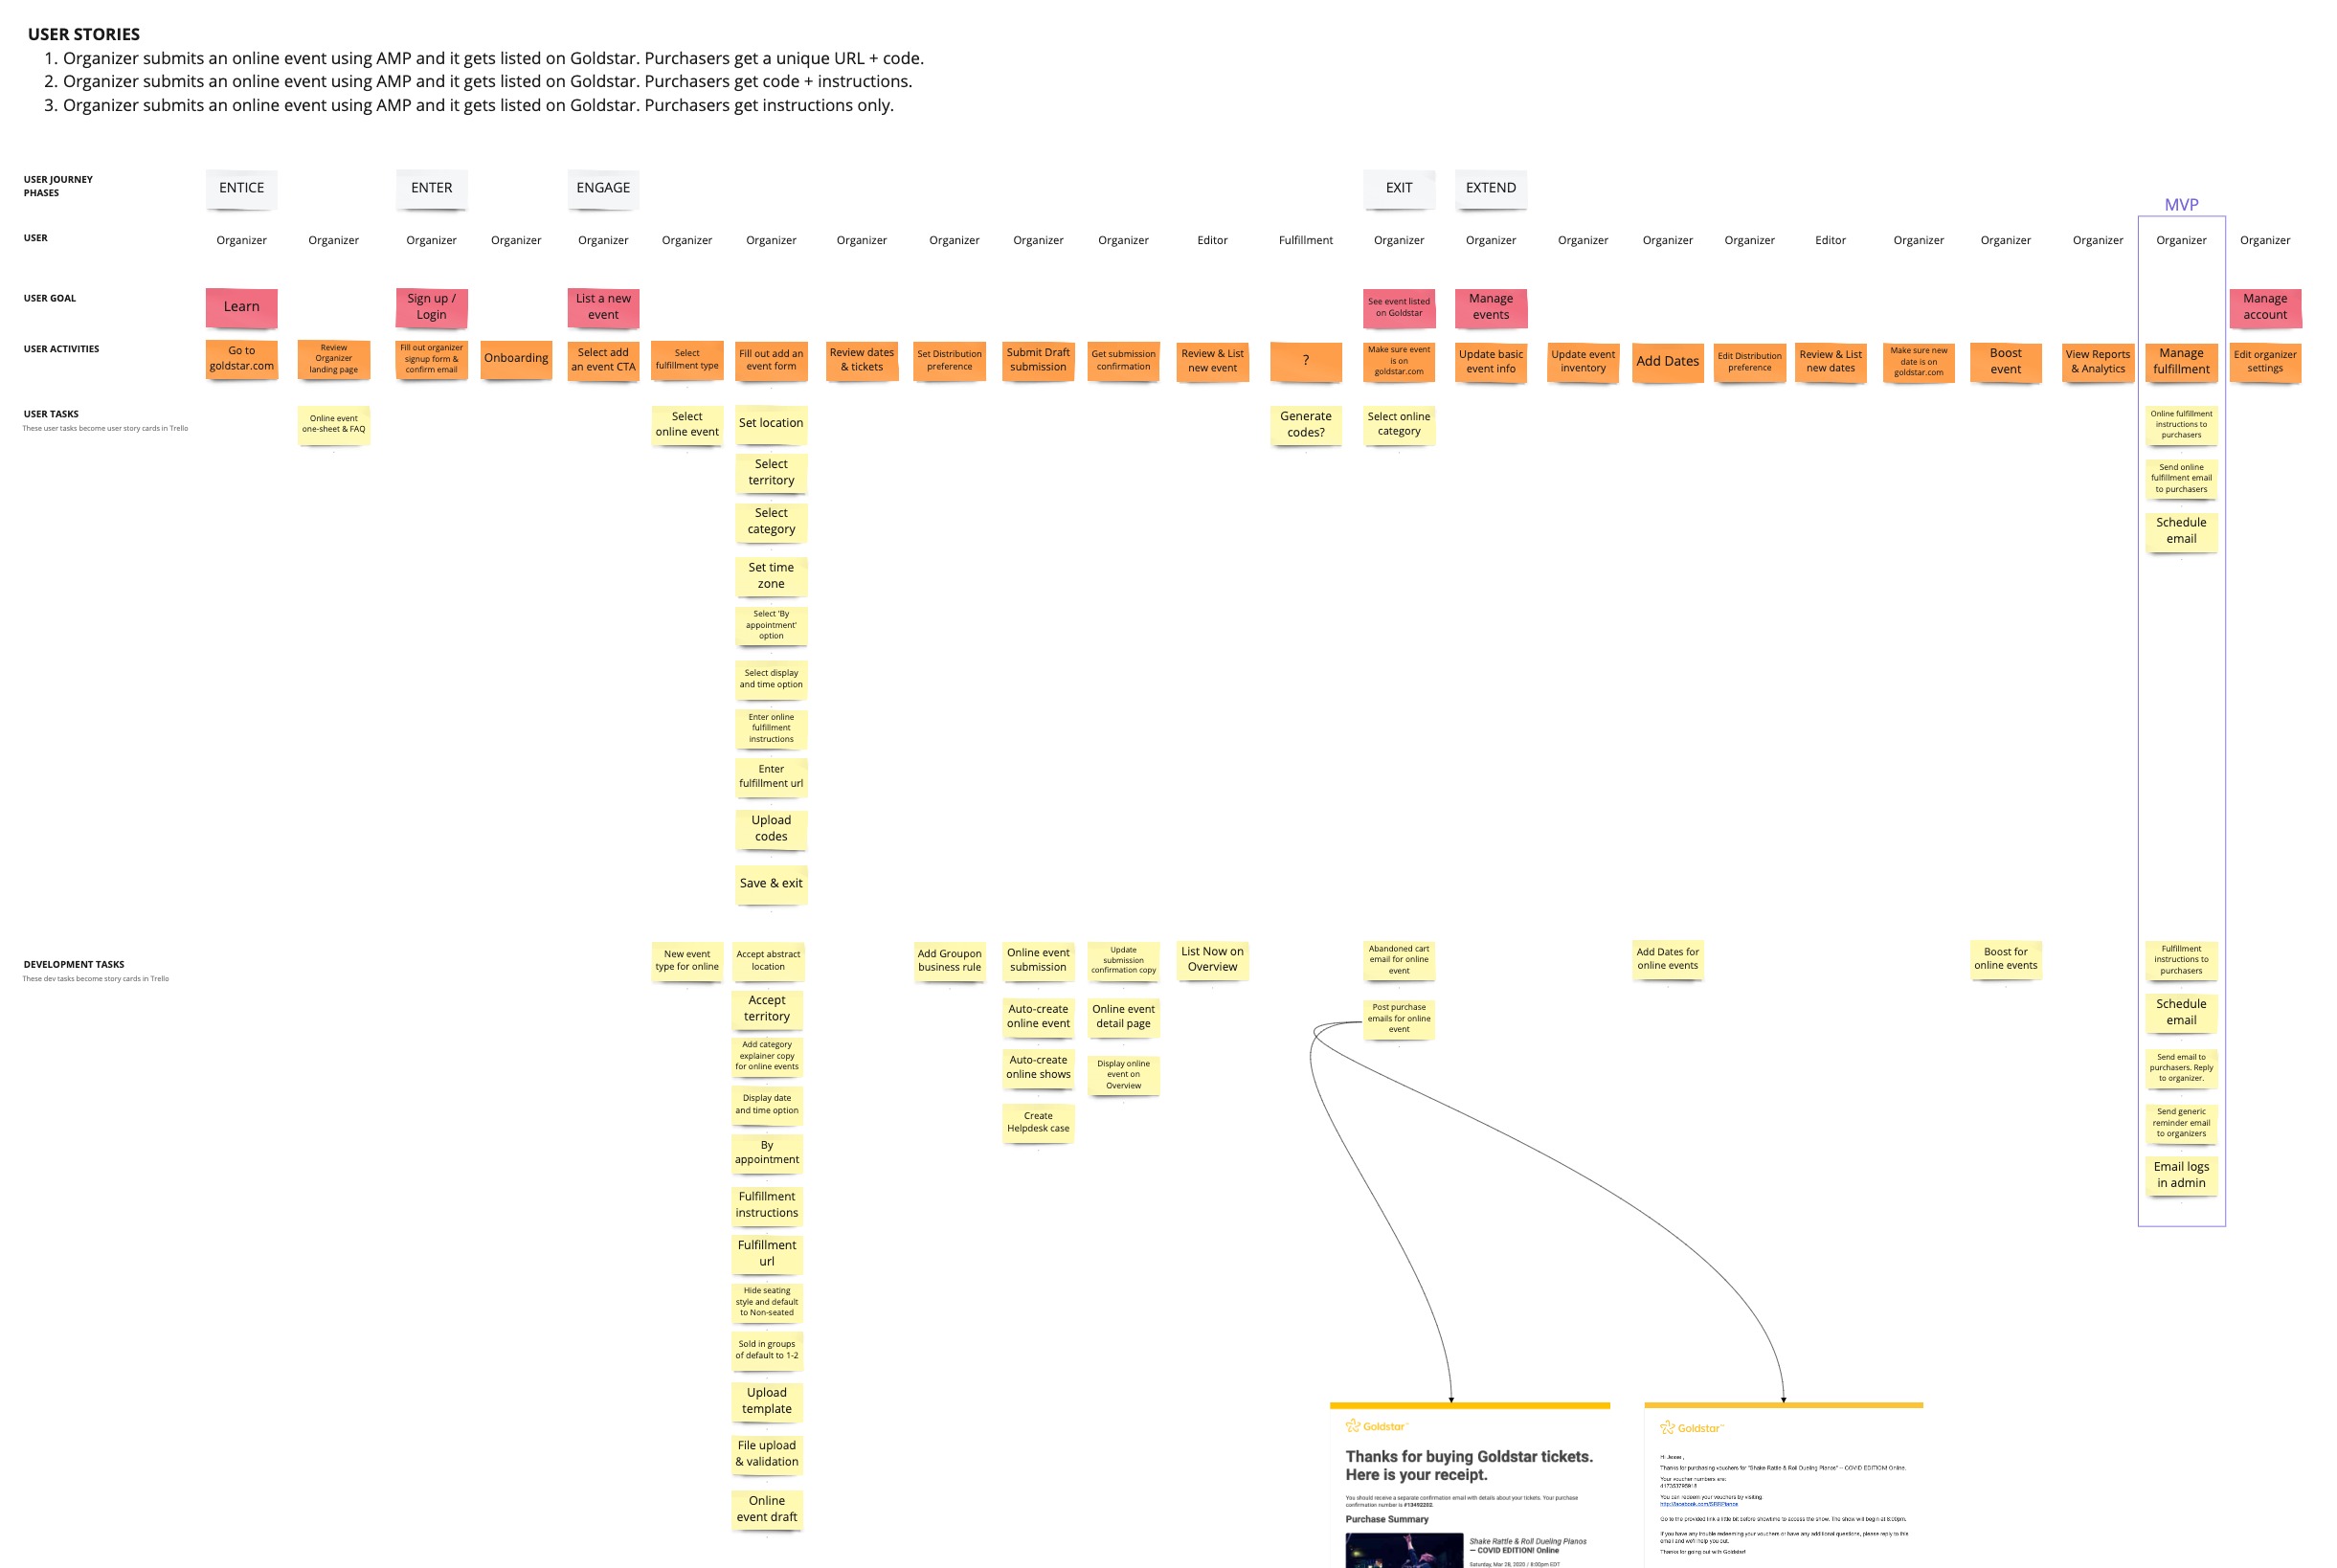 USER STORIES
1. Organizer submits an online event using AMP and it gets listed on Goldstar. Purchasers get a unique URL + code.
2. Organizer submits an online event using AMP and it gets listed on Goldstar. Purchasers get code + instructions.
3. Organizer submits an online event using AMP and it gets listed on Goldstar. Purchasers get instructions only.
USER JOURNEY
PHASES
ENTICE
ENTER
ENGAGE
EXIT
EXTEND
MVP
USER
Organizer
Organizer
Organizer
Organizer
Organizer
Organizer
Organizer
Organizer
Organizer
Organizer
Organizer
Editor
Fulfillment
Organizer
Organizer
Organizer
Organizer
Organizer
Editor
Organizer
Organizer
Organizer
Organizer
Organizer
USER GOAL
Learn
Sign up /
Login
List a new
event
See event listed
on Goldstar
Manage
events
Manage
account
USER ACTIVITIES
Go to
goldstar.com
Review
Organizer
landing page
Fill out organizer
signup form &
confirm email
Onboarding
Select add
an event CTA
Select
fulfillment type
Fill out add an
event form
Review dates
& tickets
Set Distribution
preference
Submit Draft
submission
Get submission
confirmation
Review & List
new event
?
Make sure event
is on
goldstar.com
Update basic
event info
Update event
inventory
Add Dates
Edit Distribution
preference
Review & List
new dates
Make sure new
date is on
goldstar.com
Boost
event
View Reports
& Analytics
Manage
fulfillment
Edit organizer
settings
USER TASKS
These user tasks become user story cards in Trello
Online event
one-sheet & FAQ
Select
online event
Set location
Select
territory
Select
category
Set time
zone
Select 'By
appointment'
option
Select display
and time option
Enter online
fulfillment
instructions
Enter
fulfillment url
Upload
codes
Save & exit
Generate
codes?
Select online
category
Online fulfillment
instructions to
purchasers
Send online
fulfillment email
to purchasers
Schedule
email
DEVELOPMENT TASKS
These dev tasks become story cards in Trello
New event
type for online
Accept abstract
location
Accept
territory
Add category
explainer copy
for online events
Display date
and time option
By
appointment
Fulfillment
instructions
Fulfillment
url
Hide seating
style and default
to Non-seated
Sold in groups
of default to 1-2
Upload
template
File upload
& validation
Online
event draft
Add Groupon
business rule
Online event
submission
Auto-create
online event
Auto-create
online shows
Create
Helpdesk case
Update
submission
confirmation copy
Online event
detail page
Display online
event on
Overview
List Now on
Overview
Abandoned cart
email for online
event
Post purchase
emails for online
event
Add Dates for
online events
Boost for
online events
Fulfillment
instructions to
purchasers
Schedule
email
Send email to
purchasers. Reply
to organizer.
Send generic
reminder email
to organizers
Email logs
in admin
Goldstar
Thanks for buying Goldstar tickets.
Here is your receipt.
You should receive a separate confirmation email with details about your tickets. Your purchase
confirmation number is #13492202.
Purchase Summary
Shake Rattle & Roll Dueling Pianos
— COVID EDITION! Online
Saturday, Mar 28, 2020 / 8:00pm EDT
Goldstar
Hi Jesse,
Thanks for purchasing vouchers for "Shake Rattle & Roll Dueling Pianos" – COVID EDITION! Online.
Your voucher numbers are:
You can redeem your vouchers by visiting:
http://facebook.com/SRRPianos
Go to the provided link a little bit before showtime to access the show. The show will begin at 8:00pm.
If you have any trouble redeeming your vouchers or have any additional questions, please reply to this
email and we'll help you out.
Thanks for going out with Goldstar!